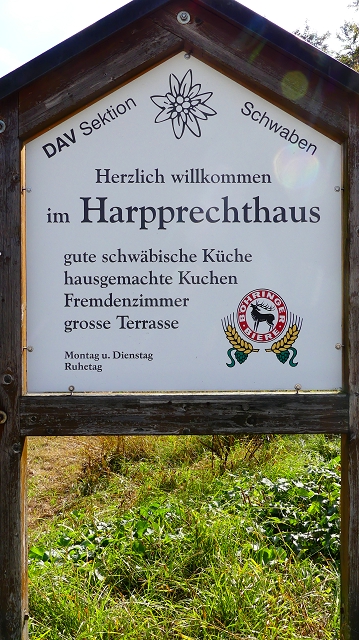 DAV Sektion Schwaben
Herzlich willkommen
im Harpprechthaus
gute schwäbische Küche
hausgemachte Kuchen
Fremdenzimmer
grosse Terrasse
Montag u. Dienstag
Ruhetag
BÖHRINGER
BIERE